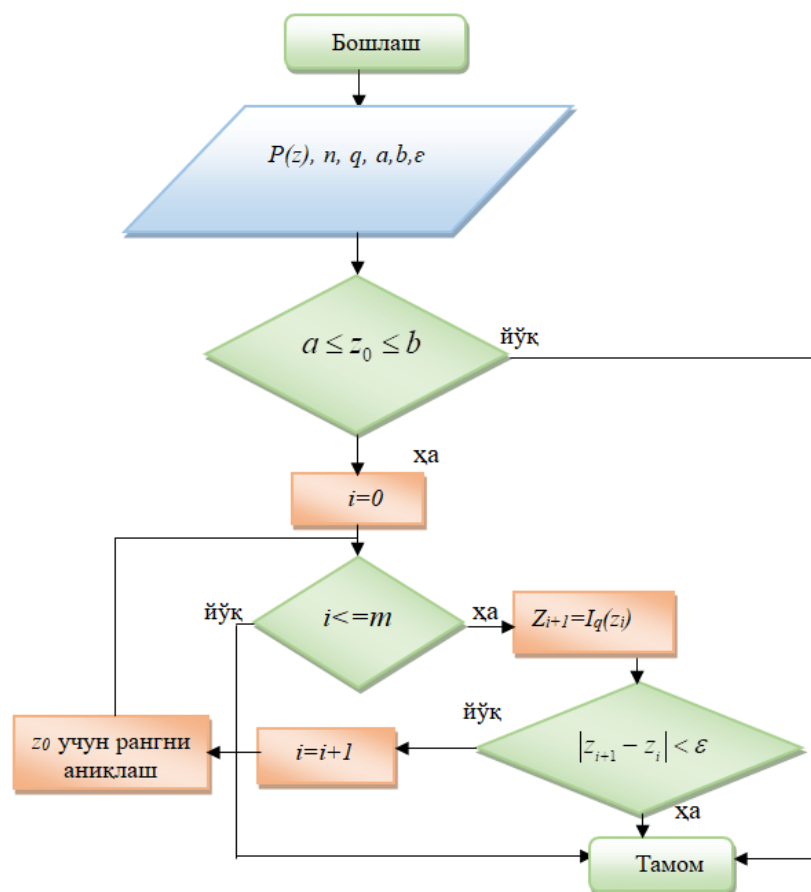 Бошлаш
P(z), n, q, a,b,ε
a ≤ z₀ ≤ b
йўқ
ҳа
i=0
йўқ
i<=m
ҳа
Zᵢ₊₁=I_q(zᵢ)
z₀ учун рангни
аниқлаш
i=i+1
йўқ
|zᵢ₊₁ − zᵢ| < ε
ҳа
Тамом